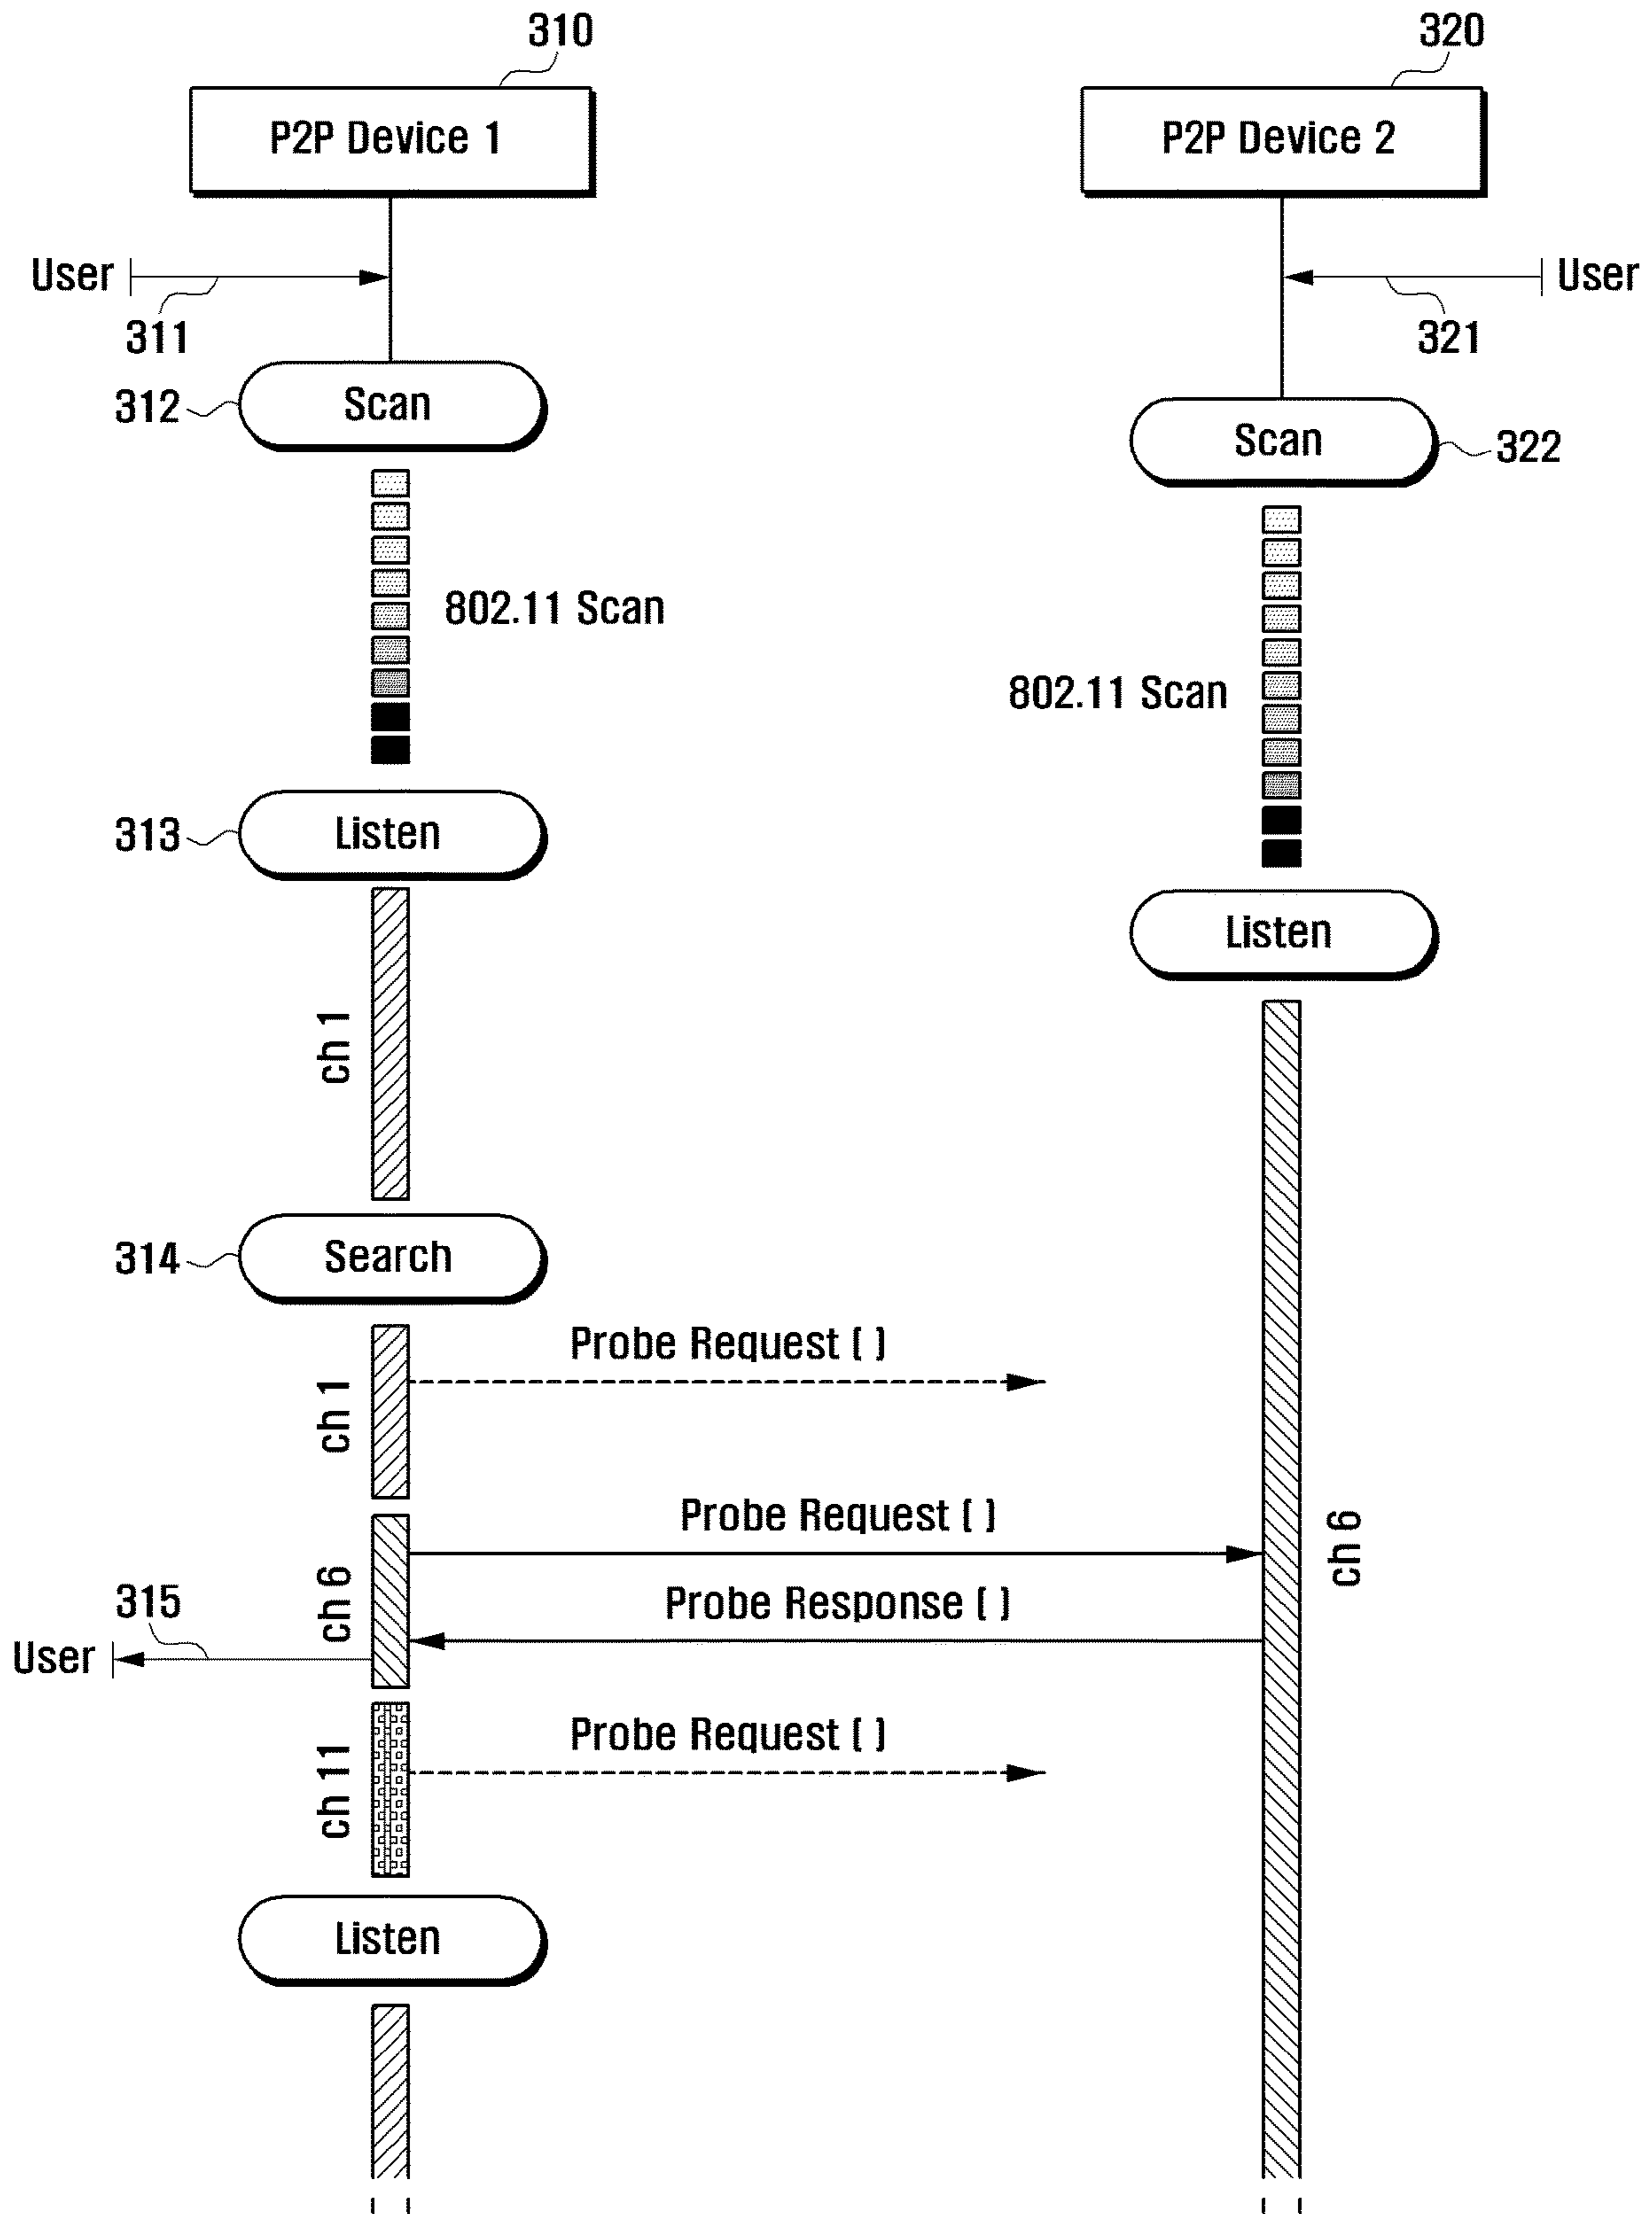 310
320
P2P Device 1
P2P Device 2
User
User
311
321
312
Scan
Scan
322
802.11 Scan
802.11 Scan
313
Listen
Listen
ch 1
314
Search
Probe Request ( )
ch 1
Probe Request ( )
ch 6
ch 6
315
Probe Response ( )
User
Probe Request ( )
ch 11
Listen